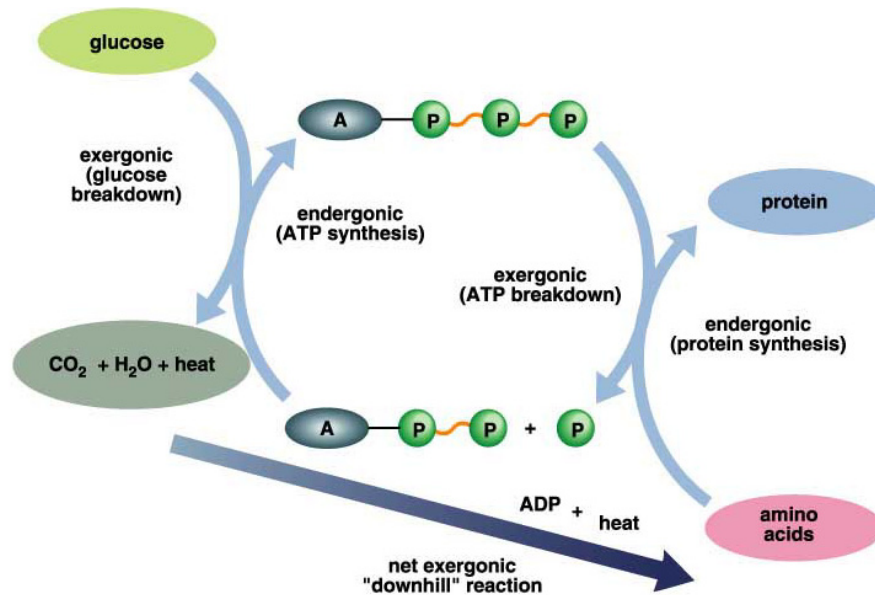 glucose
A
P
P
P
exergonic
(glucose
breakdown)
endergonic
(ATP synthesis)
protein
exergonic
(ATP breakdown)
endergonic
(protein synthesis)
CO₂ + H₂O + heat
A
P
P
+
P
ADP + heat
amino
acids
net exergonic
"downhill" reaction